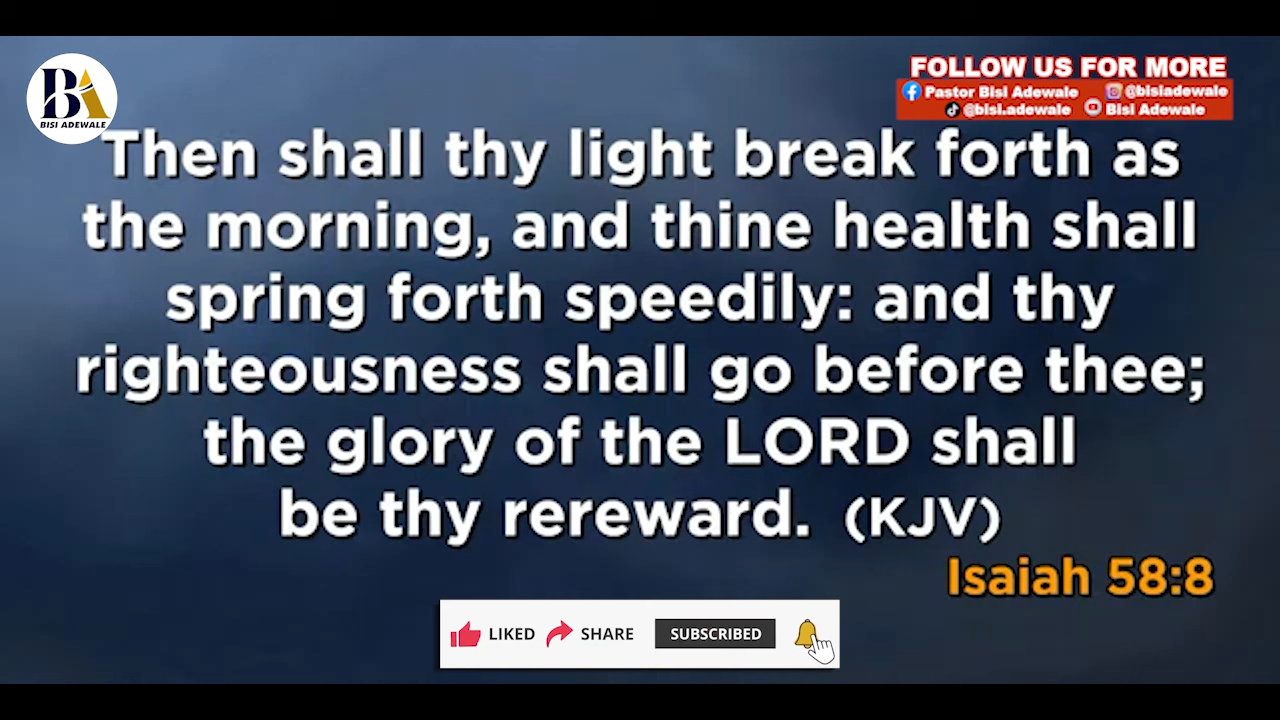 BA
BISI ADEWALE
FOLLOW US FOR MORE
Pastor Bisi Adewale @bisiadewale
@bisi.adewale Bisi Adewale
Then shall thy light break forth as
the morning, and thine health shall
spring forth speedily: and thy
righteousness shall go before thee;
the glory of the LORD shall
be thy rereward. (KJV)
Isaiah 58:8
LIKED SHARE SUBSCRIBED